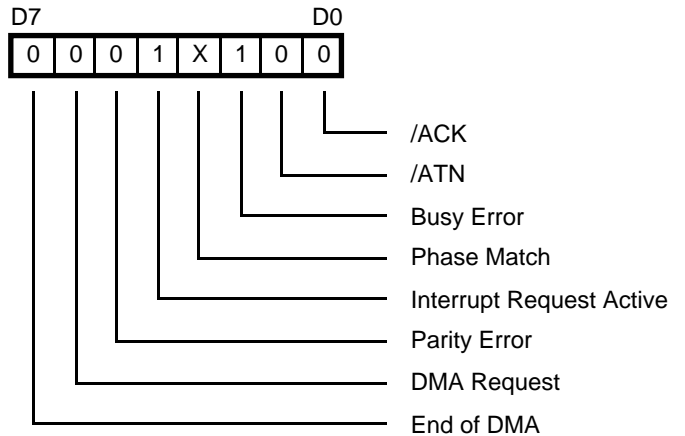 D7 D0
0 0 0 1 X 1 0 0
/ACK
/ATN
Busy Error
Phase Match
Interrupt Request Active
Parity Error
DMA Request
End of DMA